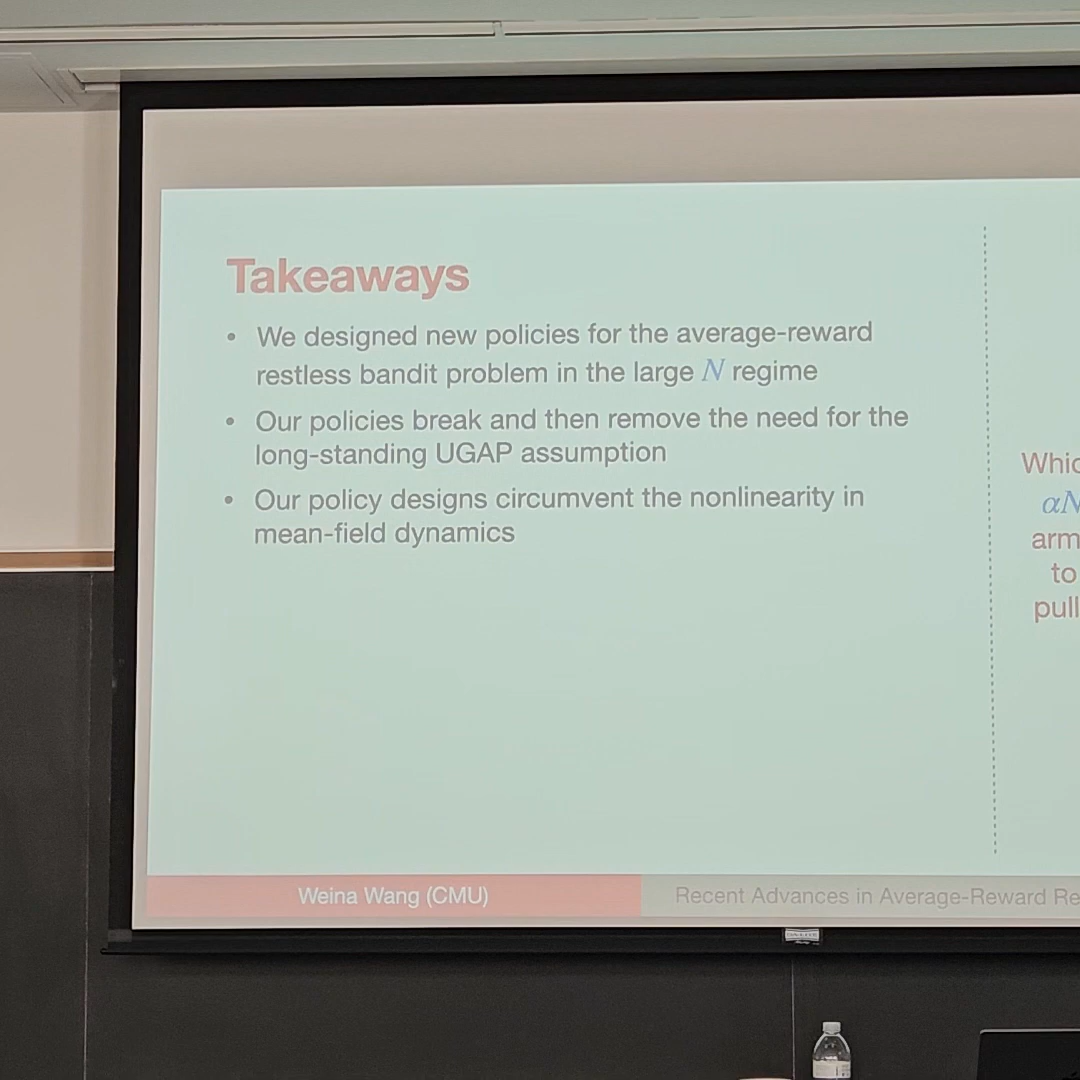 Takeaways
• We designed new policies for the average-reward
restless bandit problem in the large N regime
• Our policies break and then remove the need for the
long-standing UGAP assumption
• Our policy designs circumvent the nonlinearity in
mean-field dynamics
Whic
αN
arm
to
pull
Weina Wang (CMU)
Recent Advances in Average-Reward Re